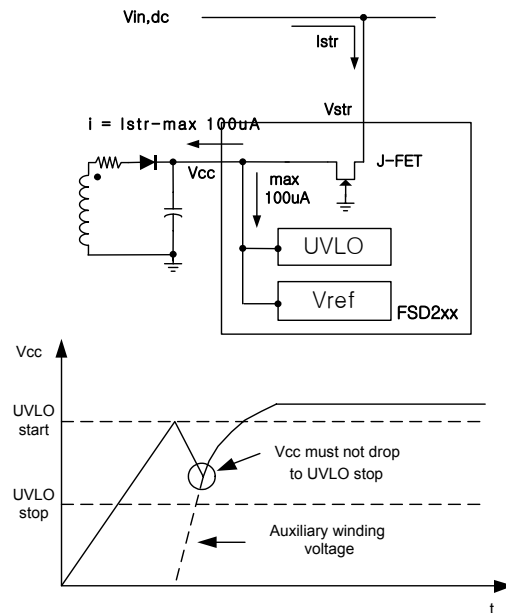 Vin,dc
Istr
Vstr
i = Istr-max 100uA
J-FET
Vcc
max
100uA
UVLO
Vref
FSD2xx
Vcc
UVLO
start
Vcc must not drop
to UVLO stop
UVLO
stop
Auxiliary winding
voltage
t